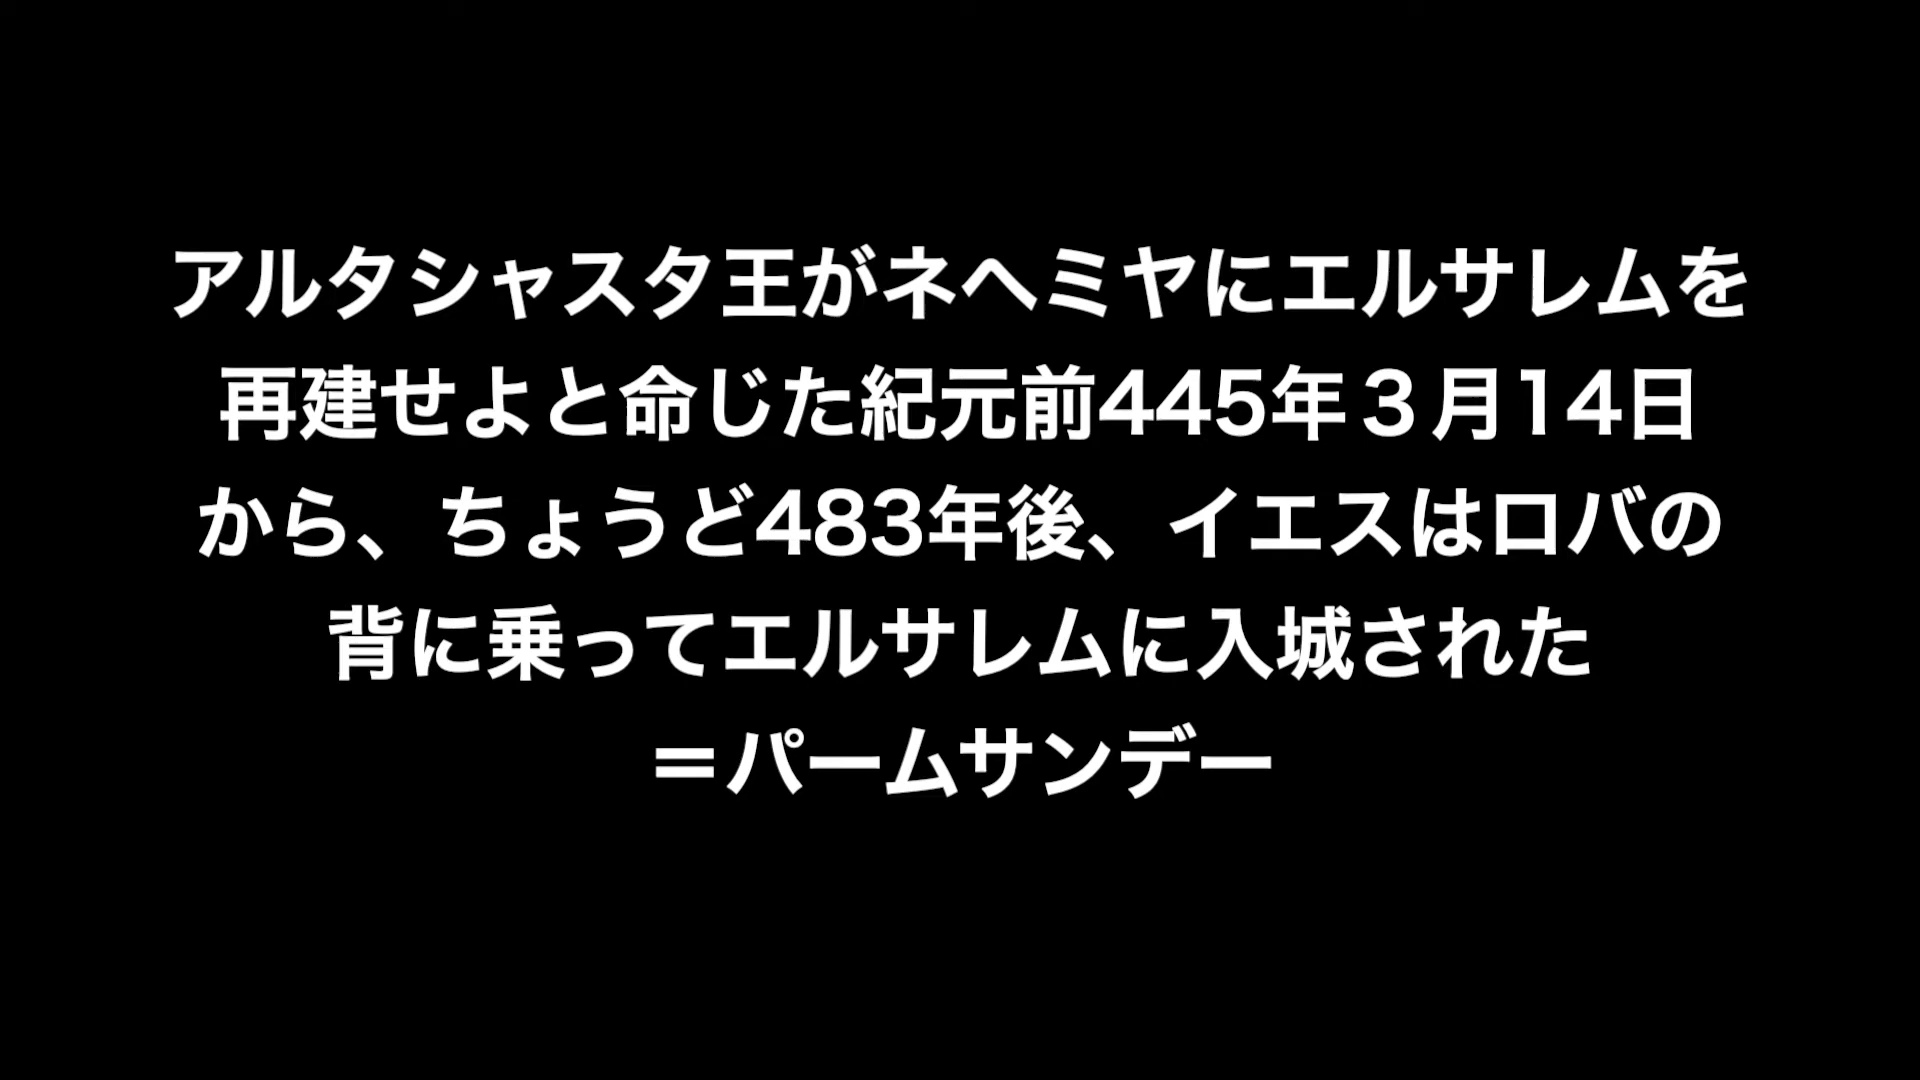 アルタシャスタ王がネヘミヤにエルサレムを
再建せよと命じた紀元前445年３月14日
から、ちょうど483年後、イエスはロバの
背に乗ってエルサレムに入城された
＝パームサンデー